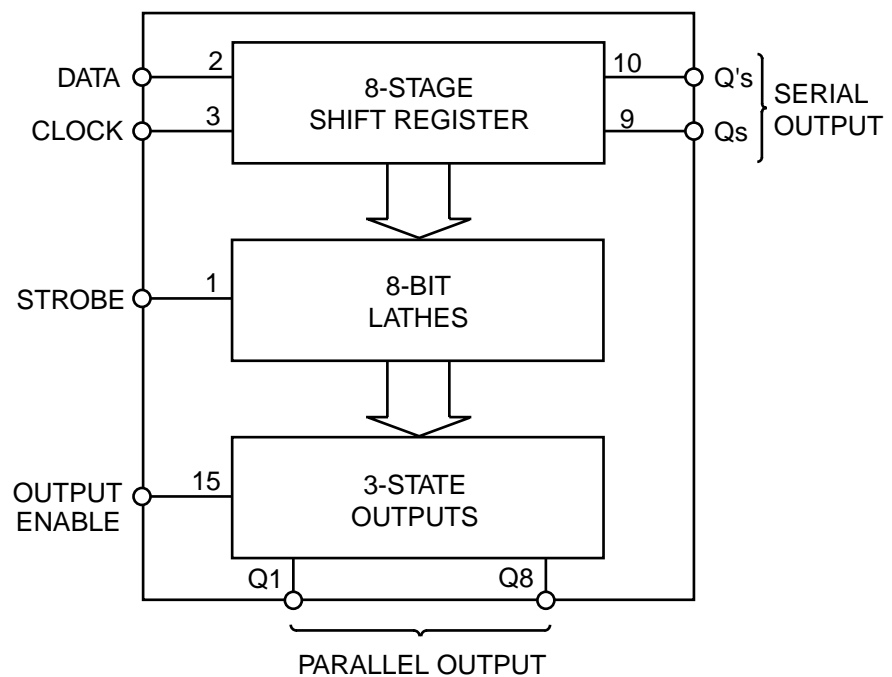 DATA
2
8-STAGE
SHIFT REGISTER
10
Q's
SERIAL
OUTPUT
CLOCK
3
9
Qs
STROBE
1
8-BIT
LATHES
OUTPUT
ENABLE
15
3-STATE
OUTPUTS
Q1
Q8
PARALLEL OUTPUT